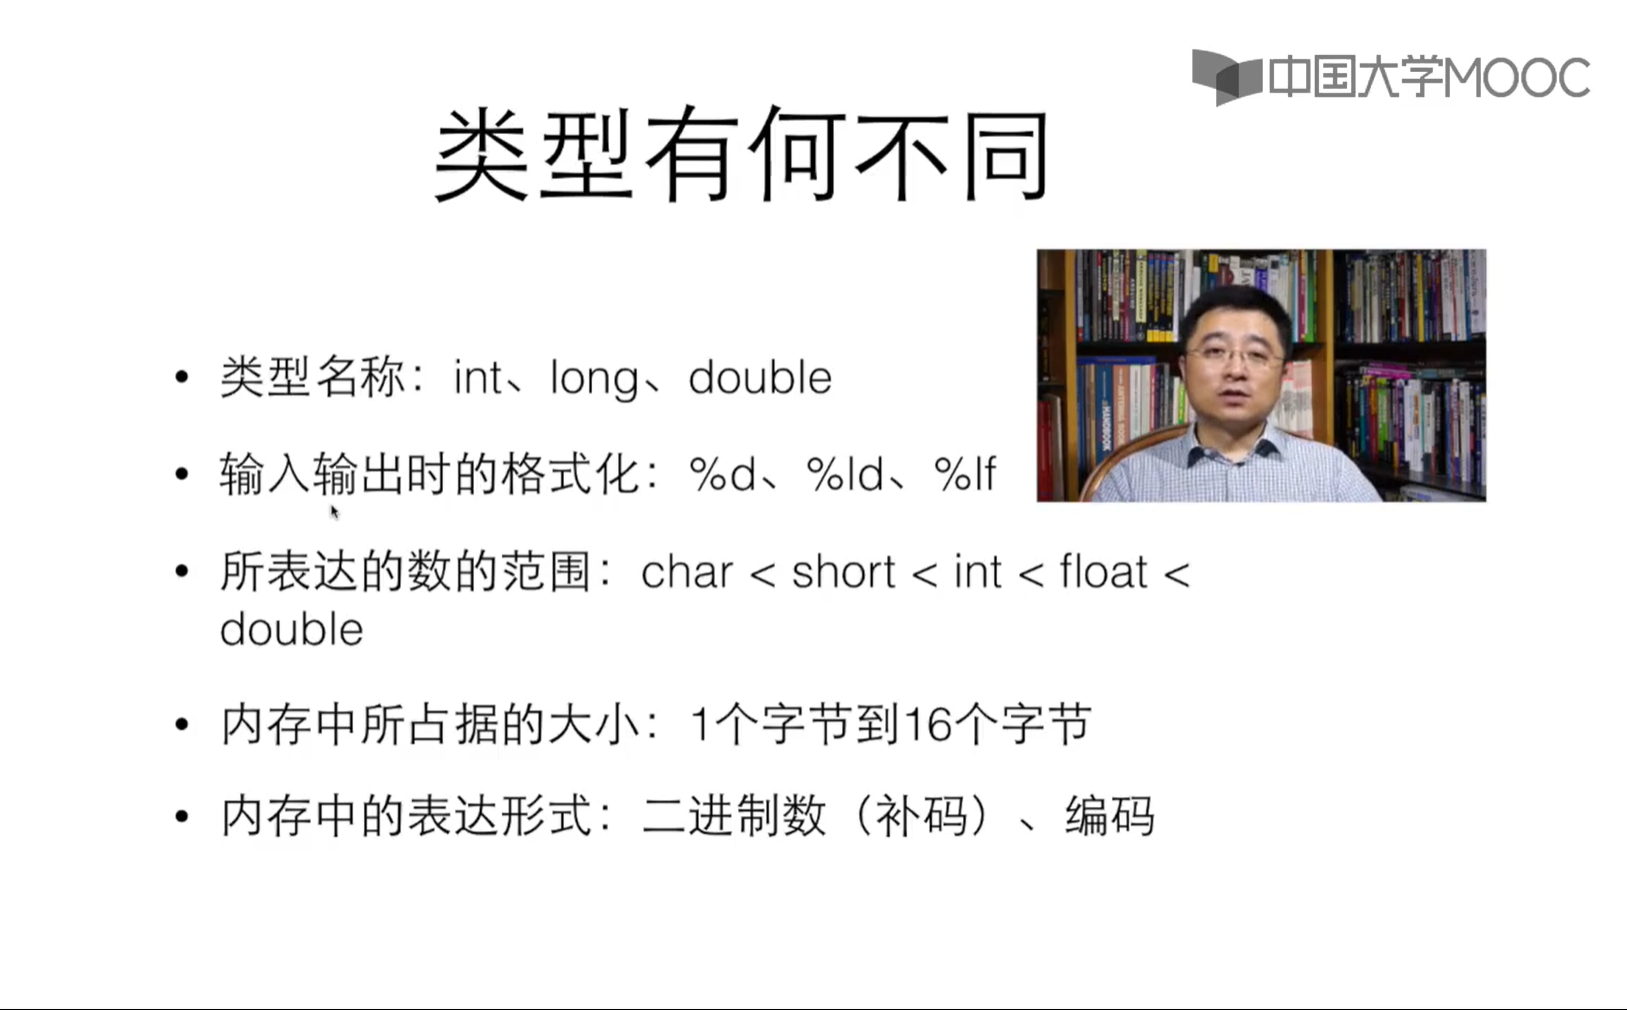 中国大学MOOC
类型有何不同
• 类型名称：int、long、double
• 输入输出时的格式化：%d、%ld、%lf
• 所表达的数的范围：char < short < int < float <
double
• 内存中所占据的大小：1个字节到16个字节
• 内存中的表达形式：二进制数（补码）、编码